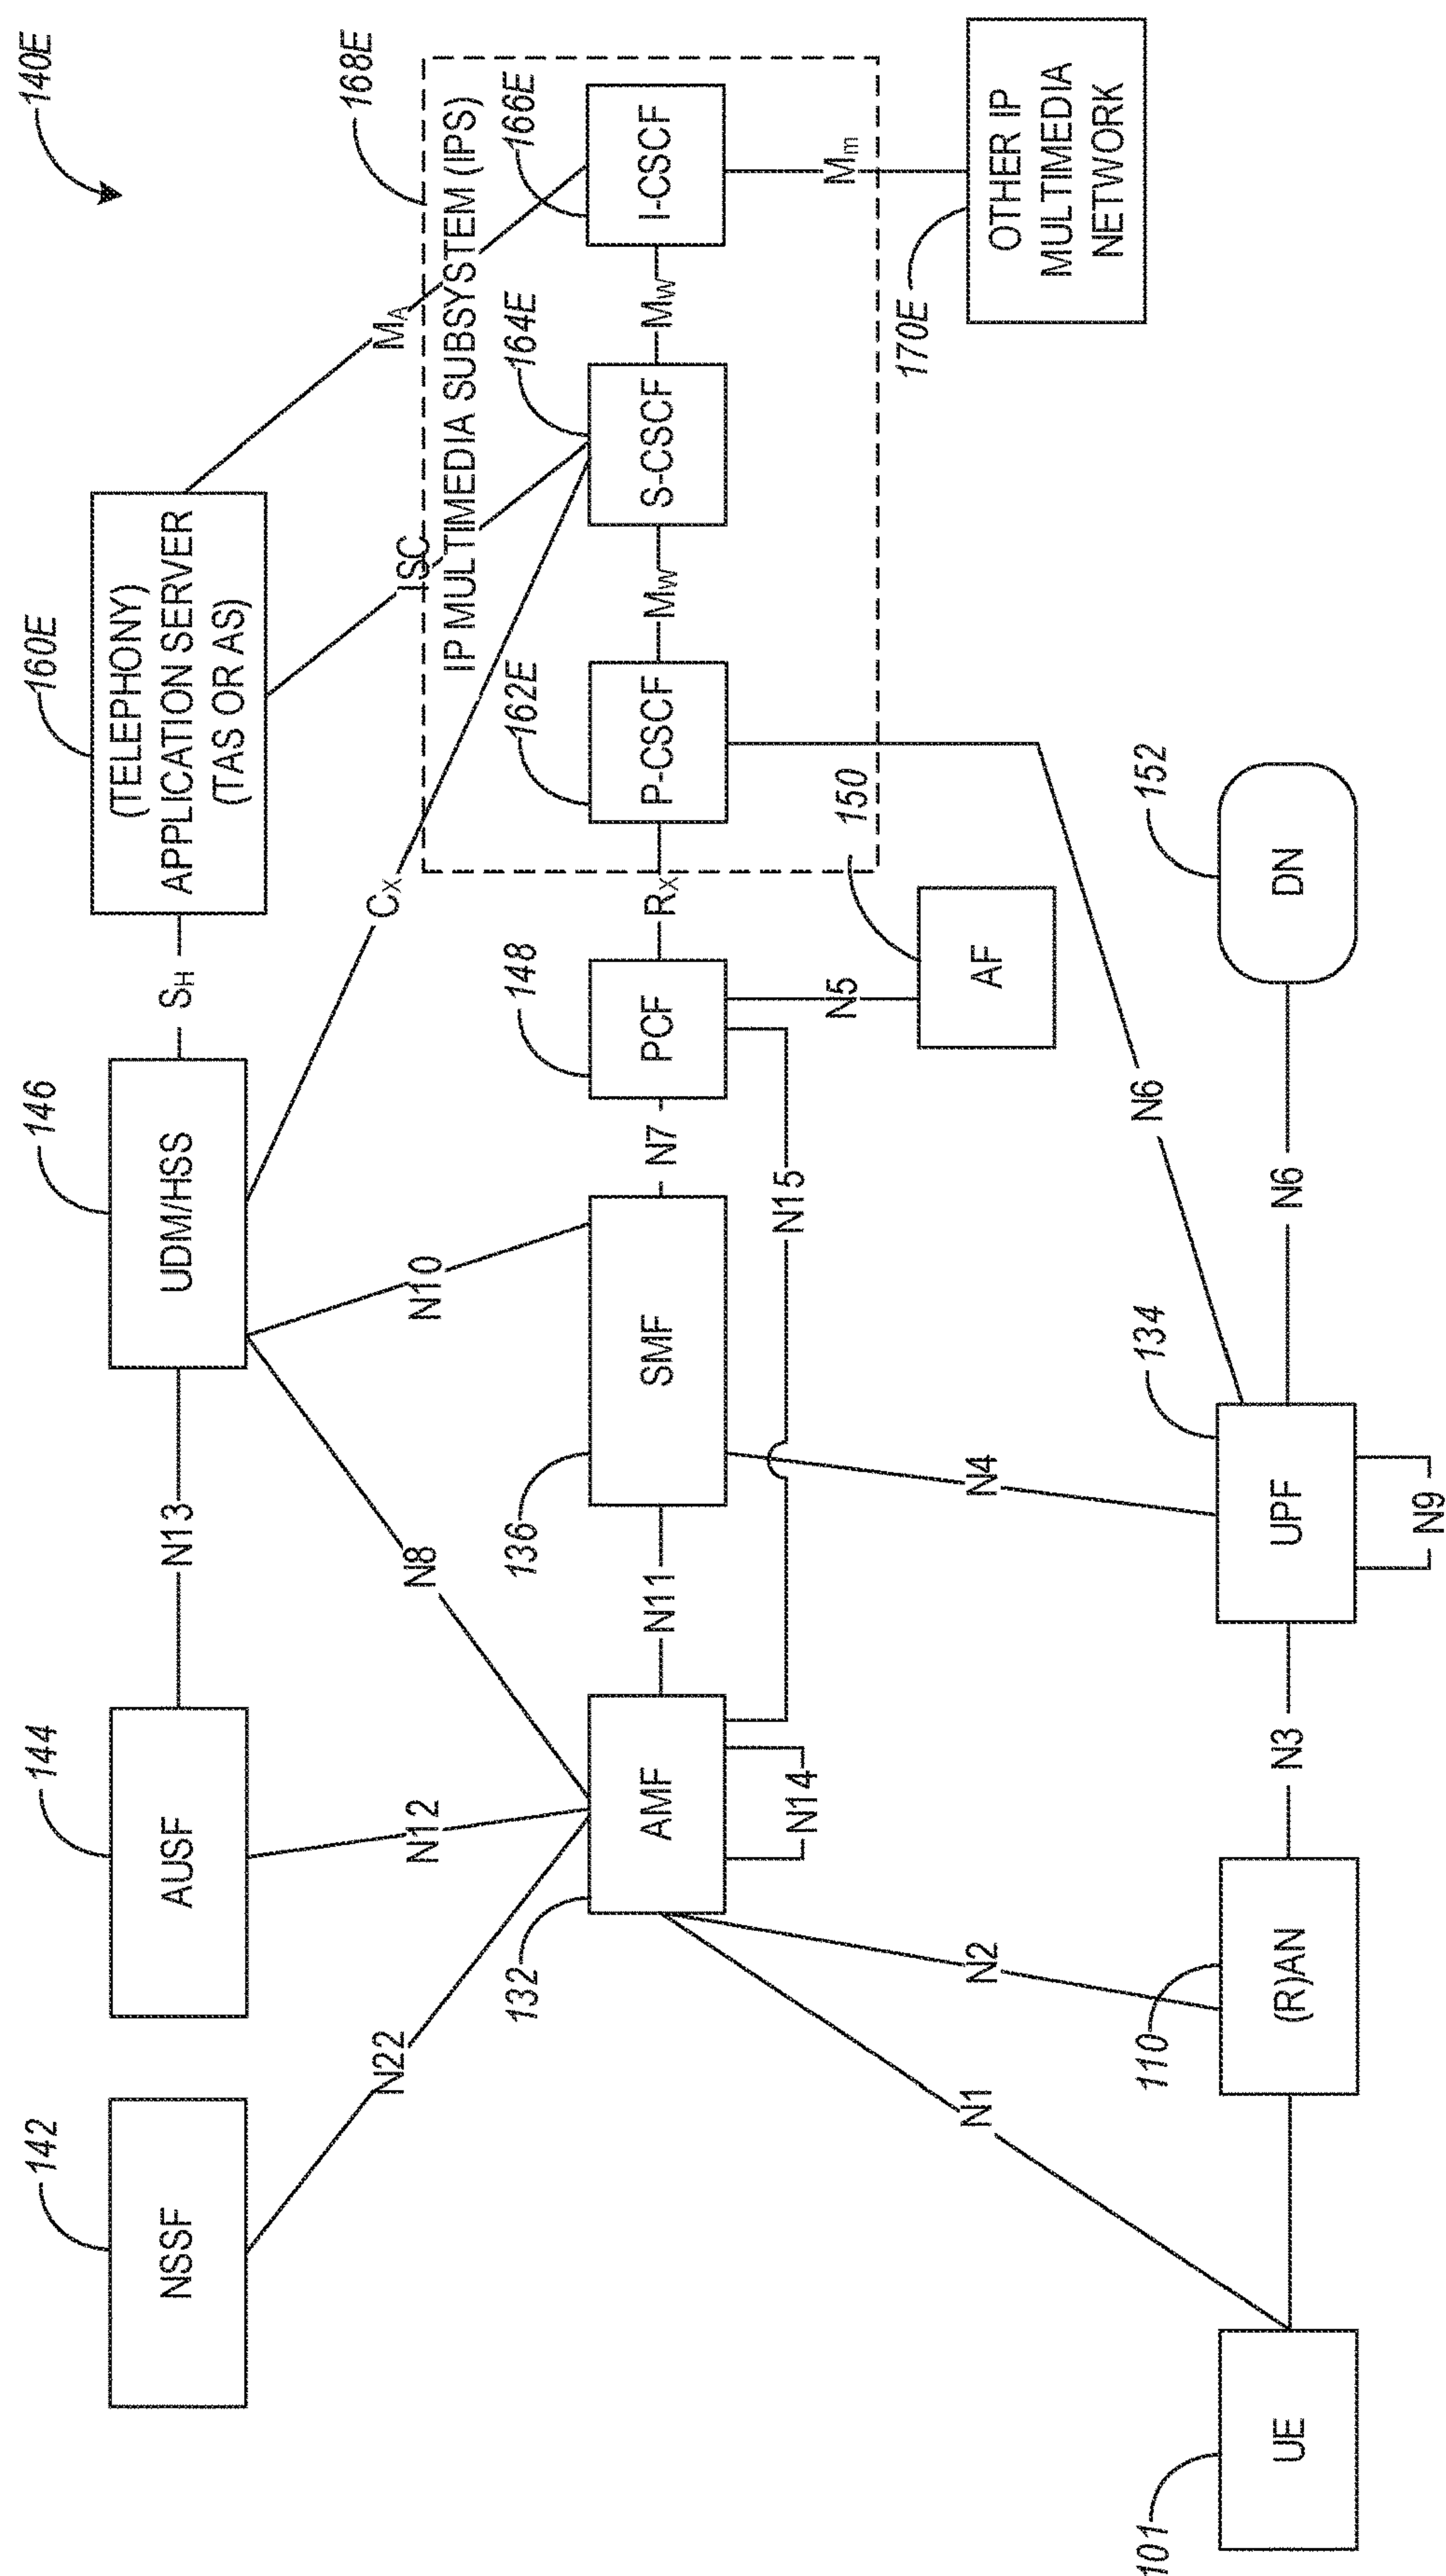 140E
142
NSSF
144
AUSF
N13
146
UDM/HSS
SH
160E
(TELEPHONY)
APPLICATION SERVER
(TAS OR AS)
N22
N12
N8
N10
CX
ISC
MA
168E
IP MULTIMEDIA SUBSYSTEM (IPS)
132
AMF
N14
N11
136
SMF
N7
N15
148
PCF
RX
162E
P-CSCF
MW
164E
S-CSCF
MW
166E
I-CSCF
Mm
N5
150
AF
170E
OTHER IP
MULTIMEDIA
NETWORK
N1
N2
N4
N6
101
UE
110
(R)AN
N3
134
UPF
N9
N6
152
DN